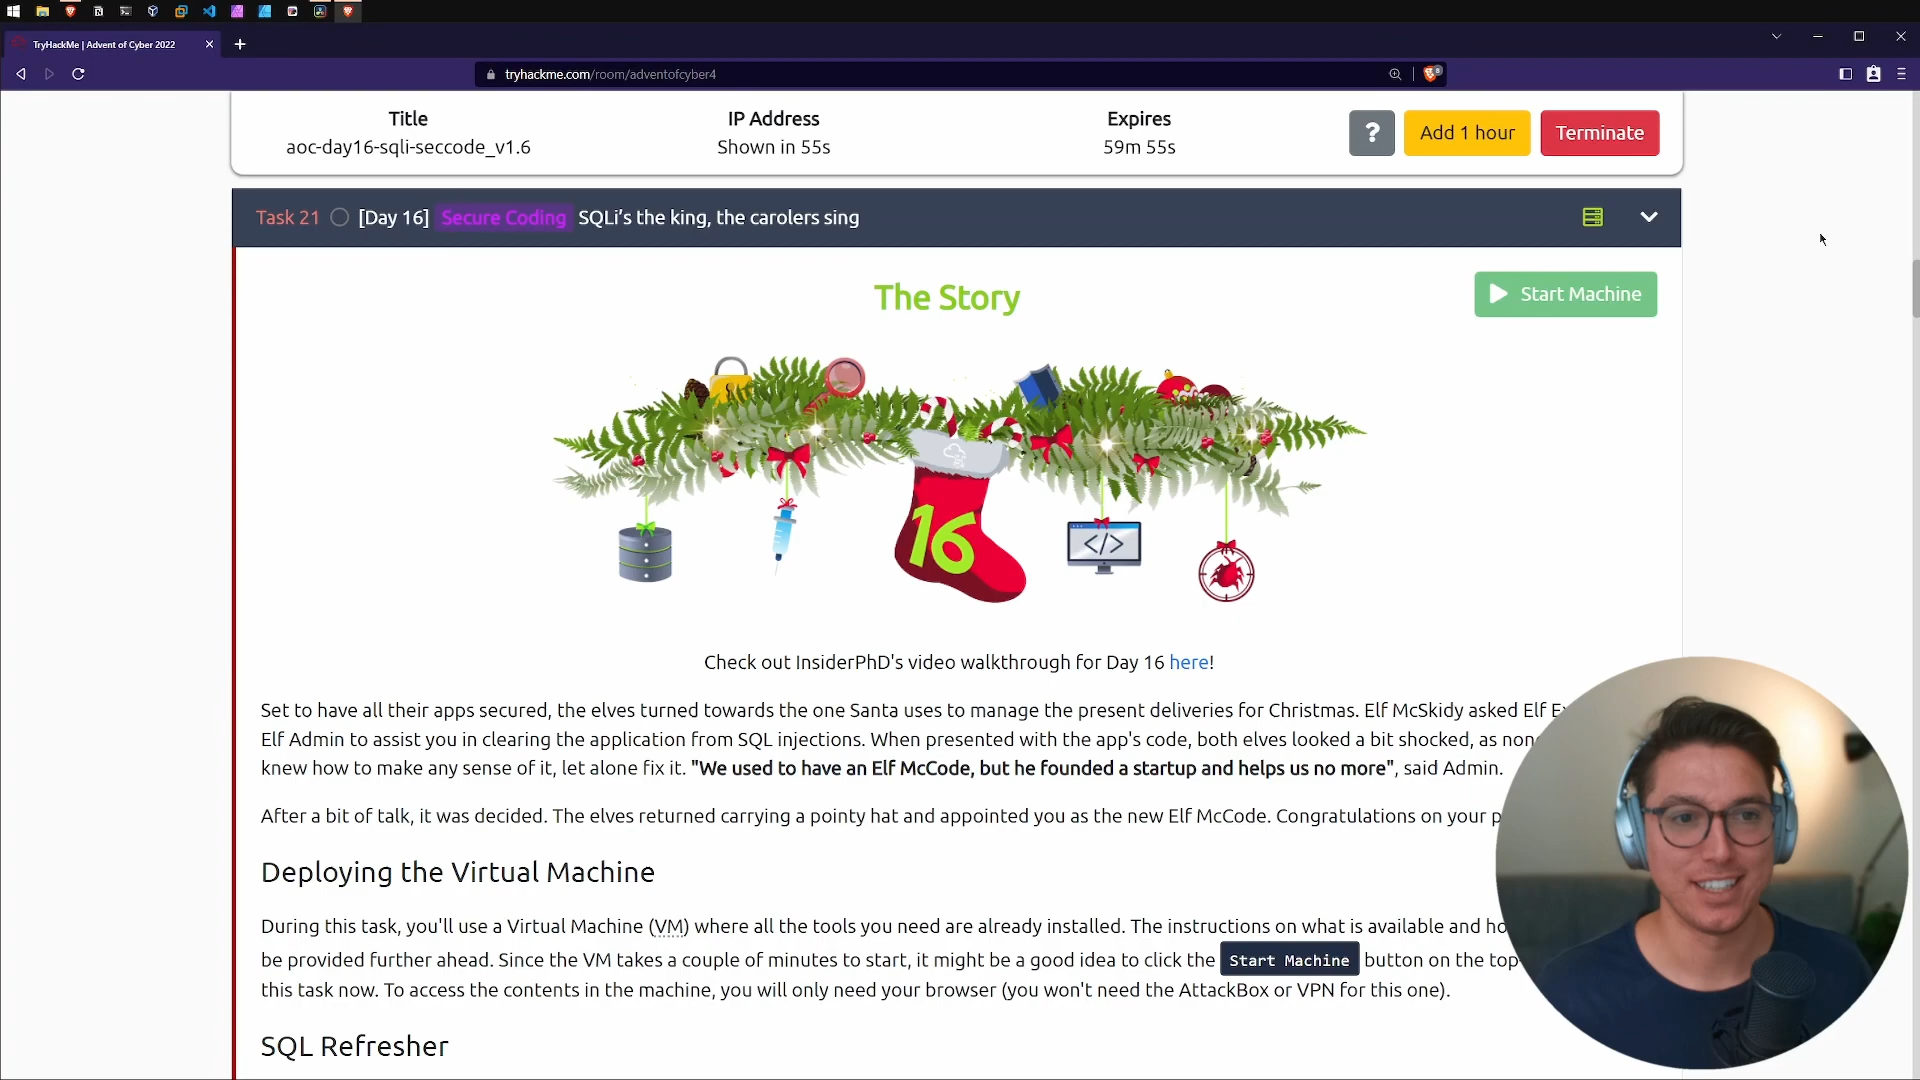 TryHackMe | Advent of Cyber 2022
tryhackme.com/room/adventofcyber4
Title
IP Address
Expires
aoc-day16-sqli-seccode_v1.6
Shown in 55s
59m 55s
?
Add 1 hour
Terminate
Task 21 [Day 16] Secure Coding SQLi’s the king, the carolers sing
The Story
Start Machine
16
</>
Check out InsiderPhD's video walkthrough for Day 16 here!
Set to have all their apps secured, the elves turned towards the one Santa uses to manage the present deliveries for Christmas. Elf McSkidy asked Elf
Elf Admin to assist you in clearing the application from SQL injections. When presented with the app's code, both elves looked a bit shocked, as
knew how to make any sense of it, let alone fix it. "We used to have an Elf McCode, but he founded a startup and helps us no more", said Admin.
After a bit of talk, it was decided. The elves returned carrying a pointy hat and appointed you as the new Elf McCode. Congratulations on your
Deploying the Virtual Machine
During this task, you'll use a Virtual Machine (VM) where all the tools you need are already installed. The instructions on what is available and
be provided further ahead. Since the VM takes a couple of minutes to start, it might be a good idea to click the Start Machine button on the top
this task now. To access the contents in the machine, you will only need your browser (you won't need the AttackBox or VPN for this one).
SQL Refresher